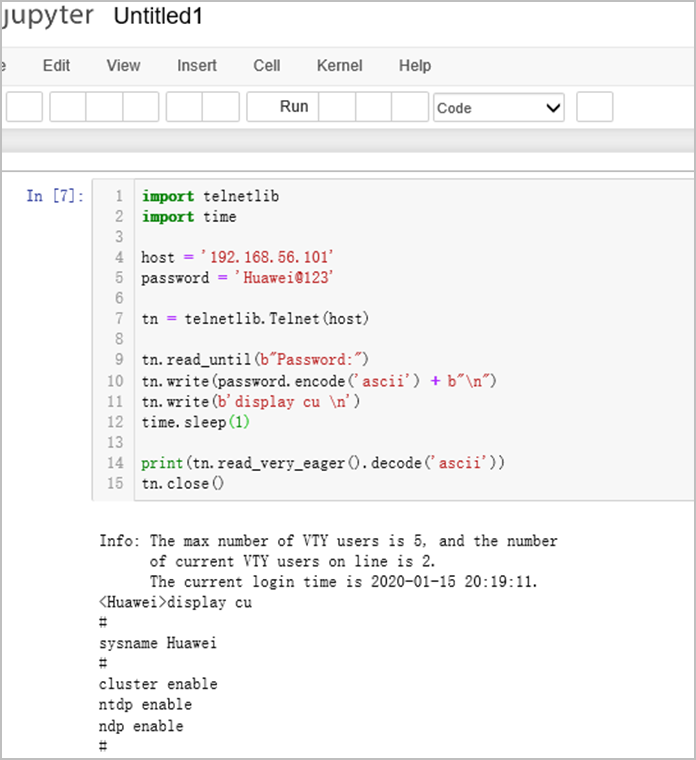 jupyter Untitled1
e Edit View Insert Cell Kernel Help
Run Code
In [7]:
1 import telnetlib
2 import time
3
4 host = '192.168.56.101'
5 password = 'Huawei@123'
6
7 tn = telnetlib.Telnet(host)
8
9 tn.read_until(b"Password:")
10 tn.write(password.encode('ascii') + b"\n")
11 tn.write(b'display cu \n')
12 time.sleep(1)
13
14 print(tn.read_very_eager().decode('ascii'))
15 tn.close()
Info: The max number of VTY users is 5, and the number
of current VTY users on line is 2.
The current login time is 2020-01-15 20:19:11.
<Huawei>display cu
#
sysname Huawei
#
cluster enable
ntdp enable
ndp enable
#